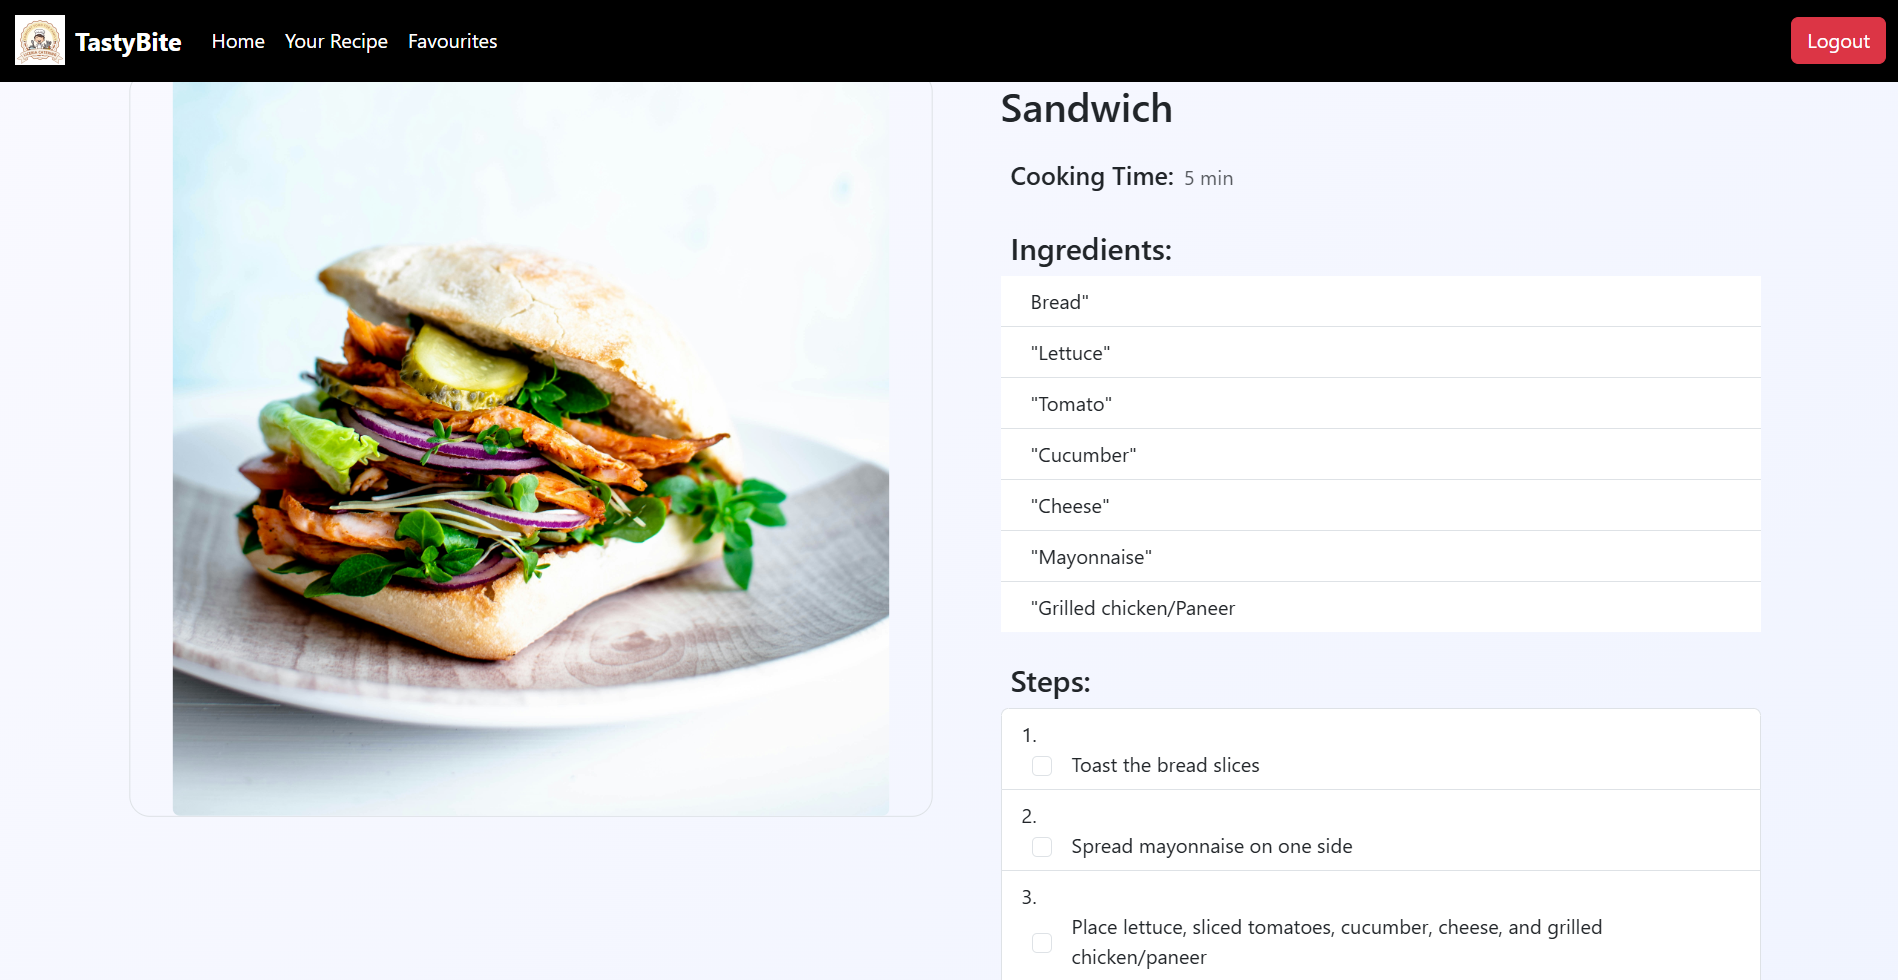 TastyBite Home Your Recipe Favourites Logout
Sandwich
Cooking Time: 5 min
Ingredients:
Bread"
"Lettuce"
"Tomato"
"Cucumber"
"Cheese"
"Mayonnaise"
"Grilled chicken/Paneer
Steps:
1.
Toast the bread slices
2.
Spread mayonnaise on one side
3.
Place lettuce, sliced tomatoes, cucumber, cheese, and grilled
chicken/paneer